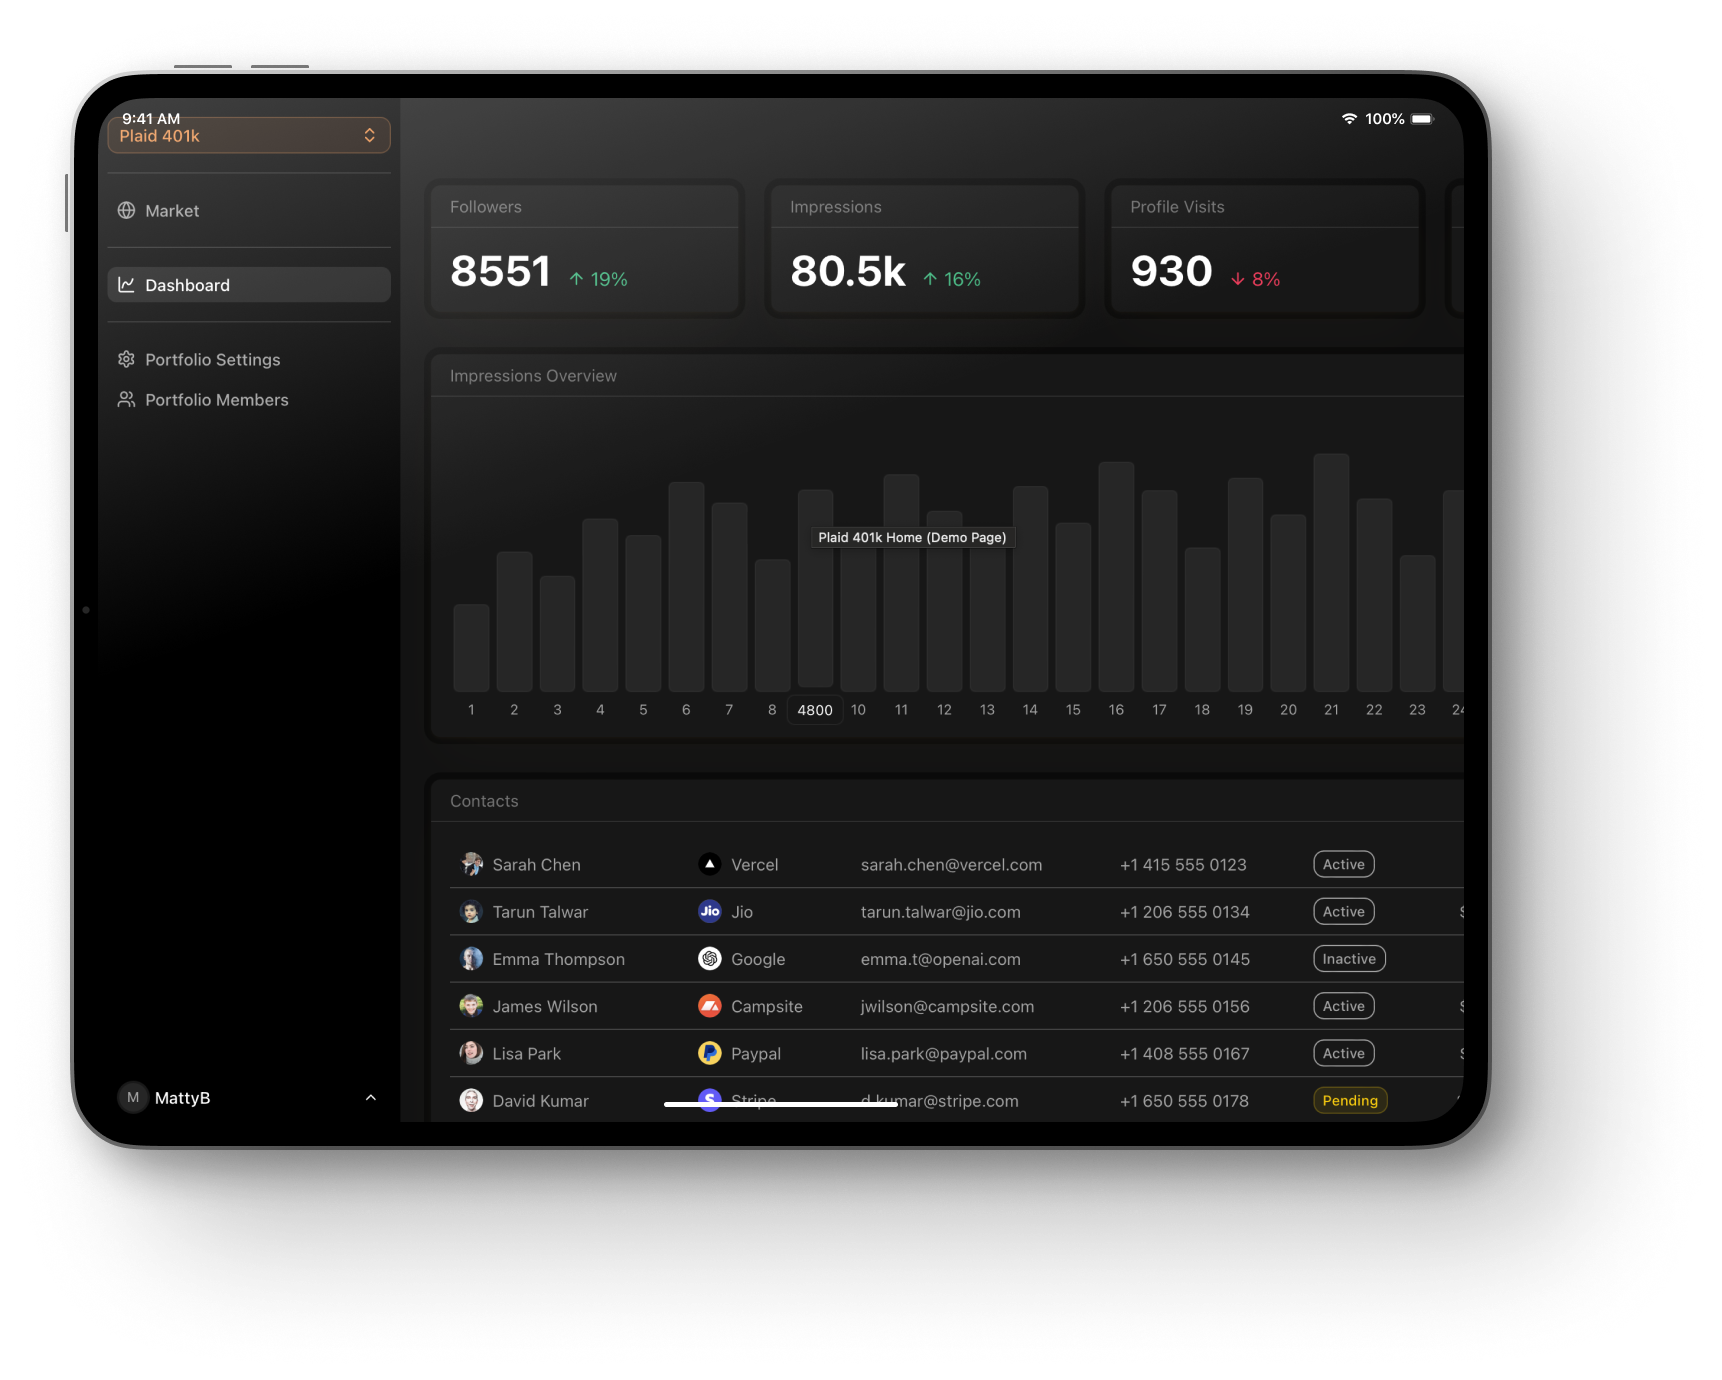 9:41 AM
100%
Plaid 401k
Market
Dashboard
Portfolio Settings
Portfolio Members
M MattyB
Followers
8551 ↑ 19%
Impressions
80.5k ↑ 16%
Profile Visits
930 ↓ 8%
Impressions Overview
Plaid 401k Home (Demo Page)
1 2 3 4 5 6 7 8 4800 10 11 12 13 14 15 16 17 18 19 20 21 22 23 24
Contacts
Sarah Chen Vercel sarah.chen@vercel.com +1 415 555 0123 Active
Tarun Talwar Jio Jio tarun.talwar@jio.com +1 206 555 0134 Active
Emma Thompson Google emma.t@openai.com +1 650 555 0145 Inactive
James Wilson Campsite jwilson@campsite.com +1 206 555 0156 Active
Lisa Park Paypal lisa.park@paypal.com +1 408 555 0167 Active
David Kumar S Stripe d.kumar@stripe.com +1 650 555 0178 Pending